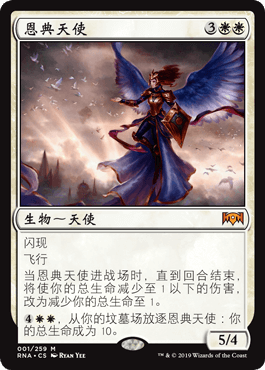 恩典天使 3WW
生物～天使
闪现
飞行
当恩典天使进战场时，直到回合结束，
将使你的总生命减少至1以下的伤害，
改为减少你的总生命至1。
4WW，从你的坟墓场放逐恩典天使：你
的总生命成为10。
5/4
001/259 M
RNA • CS RYAN YEE
™ & © 2019 Wizards of the Coast